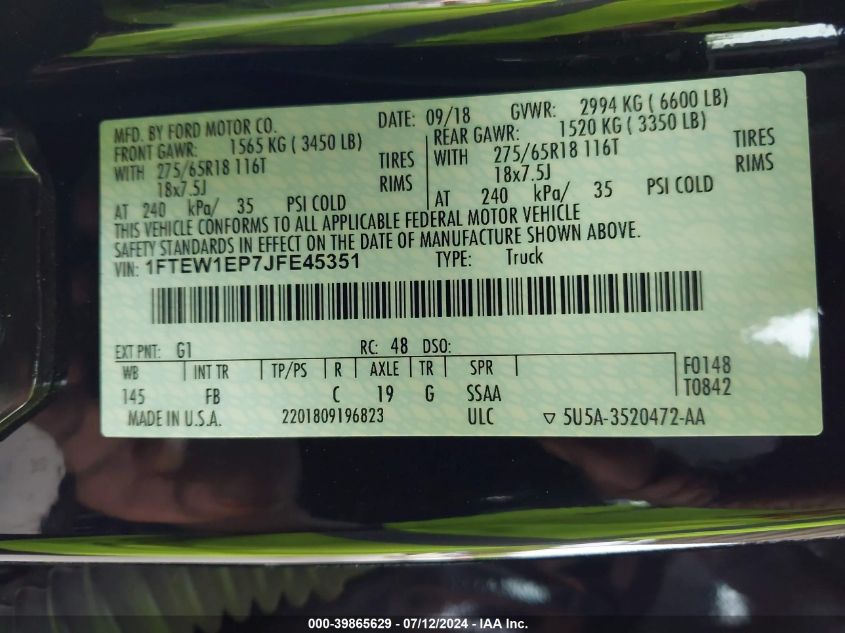 MFD. BY FORD MOTOR CO. DATE: 09/18 GVWR: 2994 KG ( 6600 LB)
FRONT GAWR: 1565 KG ( 3450 LB) REAR GAWR: 1520 KG ( 3350 LB)
WITH 275/65R18 116T TIRES WITH 275/65R18 116T TIRES
18x7.5J RIMS 18x7.5J RIMS
AT 240 kPa/ 35 PSI COLD AT 240 kPa/ 35 PSI COLD
THIS VEHICLE CONFORMS TO ALL APPLICABLE FEDERAL MOTOR VEHICLE
SAFETY STANDARDS IN EFFECT ON THE DATE OF MANUFACTURE SHOWN ABOVE.
VIN: 1FTEW1EP7JFE45351 TYPE: Truck
EXT PNT: G1 RC: 48 DSO:
WB INT TR TP/PS R AXLE TR SPR F0148
145 FB C 19 G SSAA T0842
MADE IN U.S.A. 2201809196823 ULC ▽ 5U5A-3520472-AA
000-39865629 - 07/12/2024 - IAA Inc.